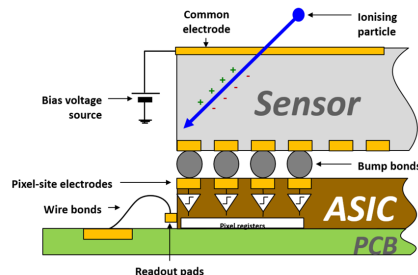 Common
electrode
Ionising
particle
Bias voltage
source
Sensor
Bump bonds
Pixel-site electrodes
Wire bonds
ASIC
Pixel registers
PCB
Readout pads